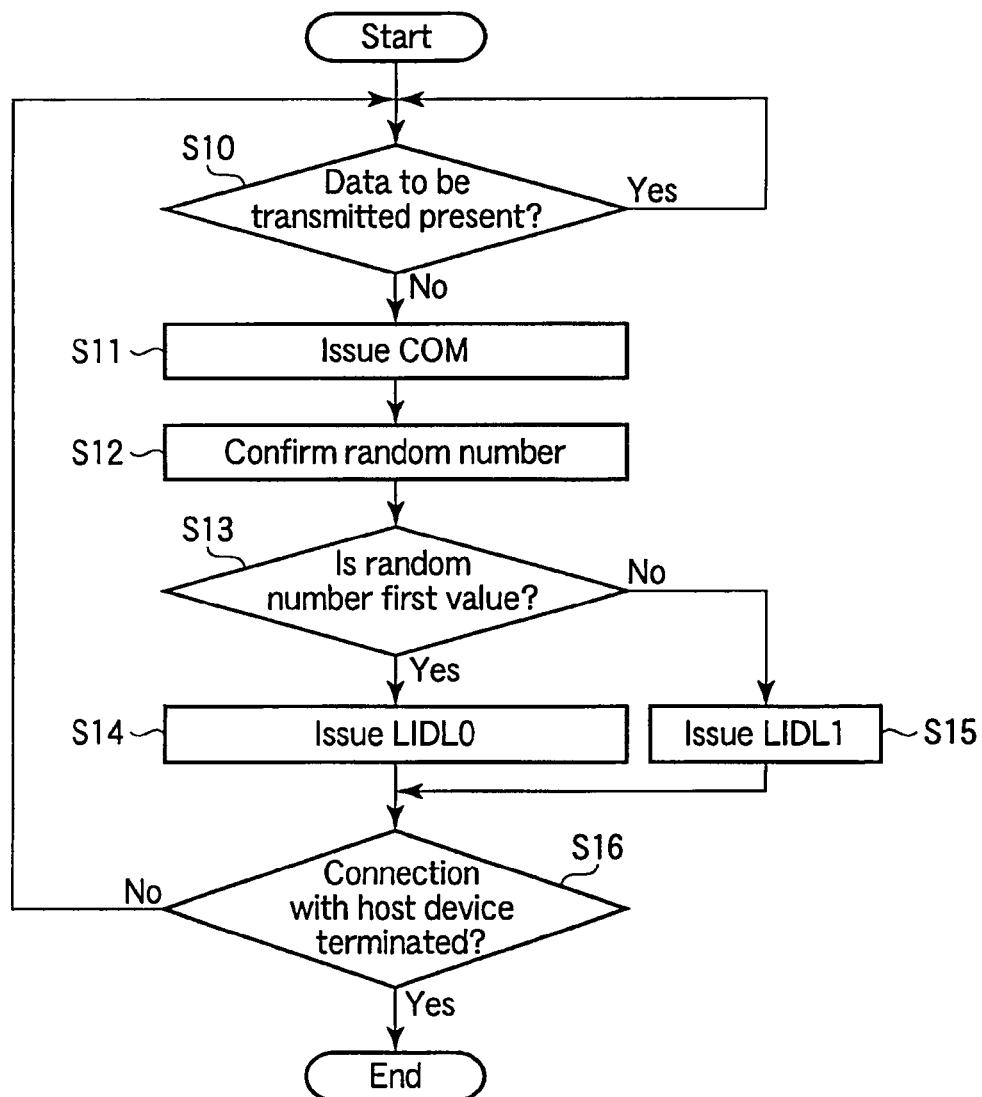 Start
S10
Data to be
transmitted present?
Yes
No
S11
Issue COM
S12
Confirm random number
S13
Is random
number first value?
No
Yes
S14
Issue LIDL0
Issue LIDL1
S15
S16
Connection
with host device
terminated?
No
Yes
End